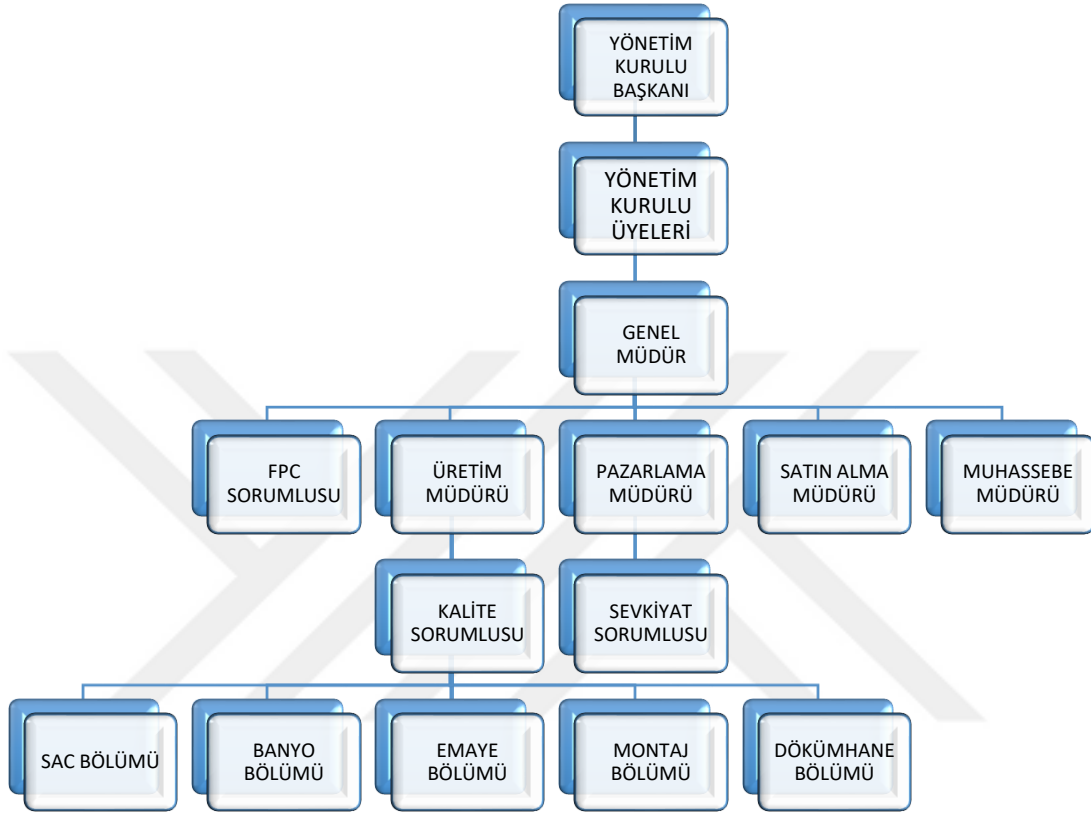 YÖNETİM
KURULU
BAŞKANI
YÖNETİM
KURULU
ÜYELERİ
GENEL
MÜDÜR
FPC
SORUMLUSU
ÜRETİM
MÜDÜRÜ
PAZARLAMA
MÜDÜRÜ
SATIN ALMA
MÜDÜRÜ
MUHASSEBE
MÜDÜRÜ
KALİTE
SORUMLUSU
SEVKİYAT
SORUMLUSU
SAC BÖLÜMÜ
BANYO
BÖLÜMÜ
EMAYE
BÖLÜMÜ
MONTAJ
BÖLÜMÜ
DÖKÜMHANE
BÖLÜMÜ